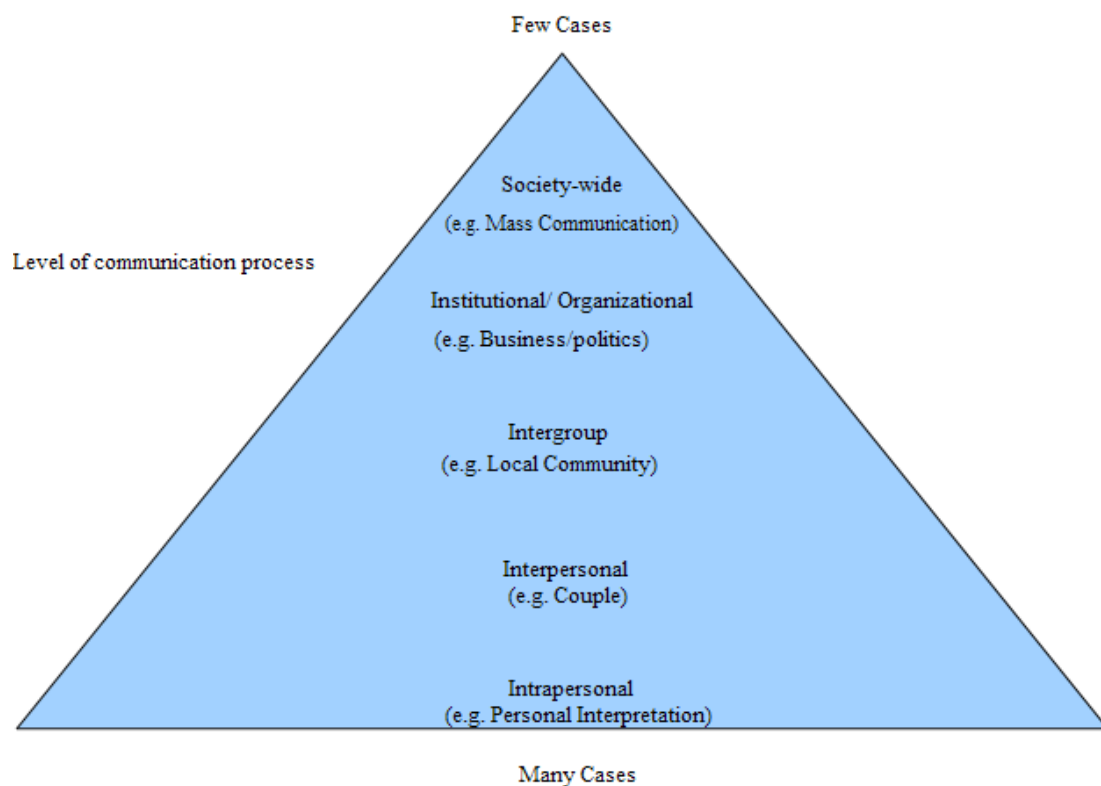 Few Cases
Society-wide
(e.g. Mass Communication)
Level of communication process
Institutional/ Organizational
(e.g. Business/politics)
Intergroup
(e.g. Local Community)
Interpersonal
(e.g. Couple)
Intrapersonal
(e.g. Personal Interpretation)
Many Cases